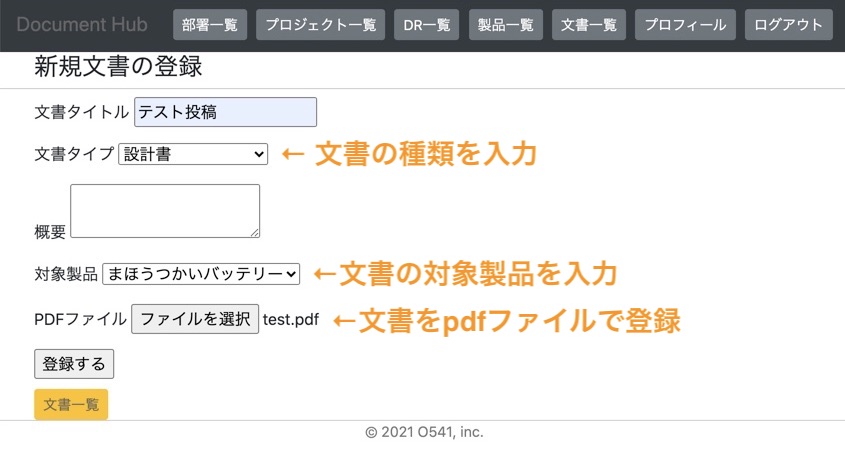 Document Hub 部署一覧 プロジェクト一覧 DR一覧 製品一覧 文書一覧 プロフィール ログアウト
新規文書の登録
文書タイトル テスト投稿
文書タイプ 設計書 ← 文書の種類を入力
概要
対象製品 まほうつかいバッテリー ←文書の対象製品を入力
PDFファイル ファイルを選択 test.pdf ←文書をpdfファイルで登録
登録する
文書一覧
© 2021 O541, inc.